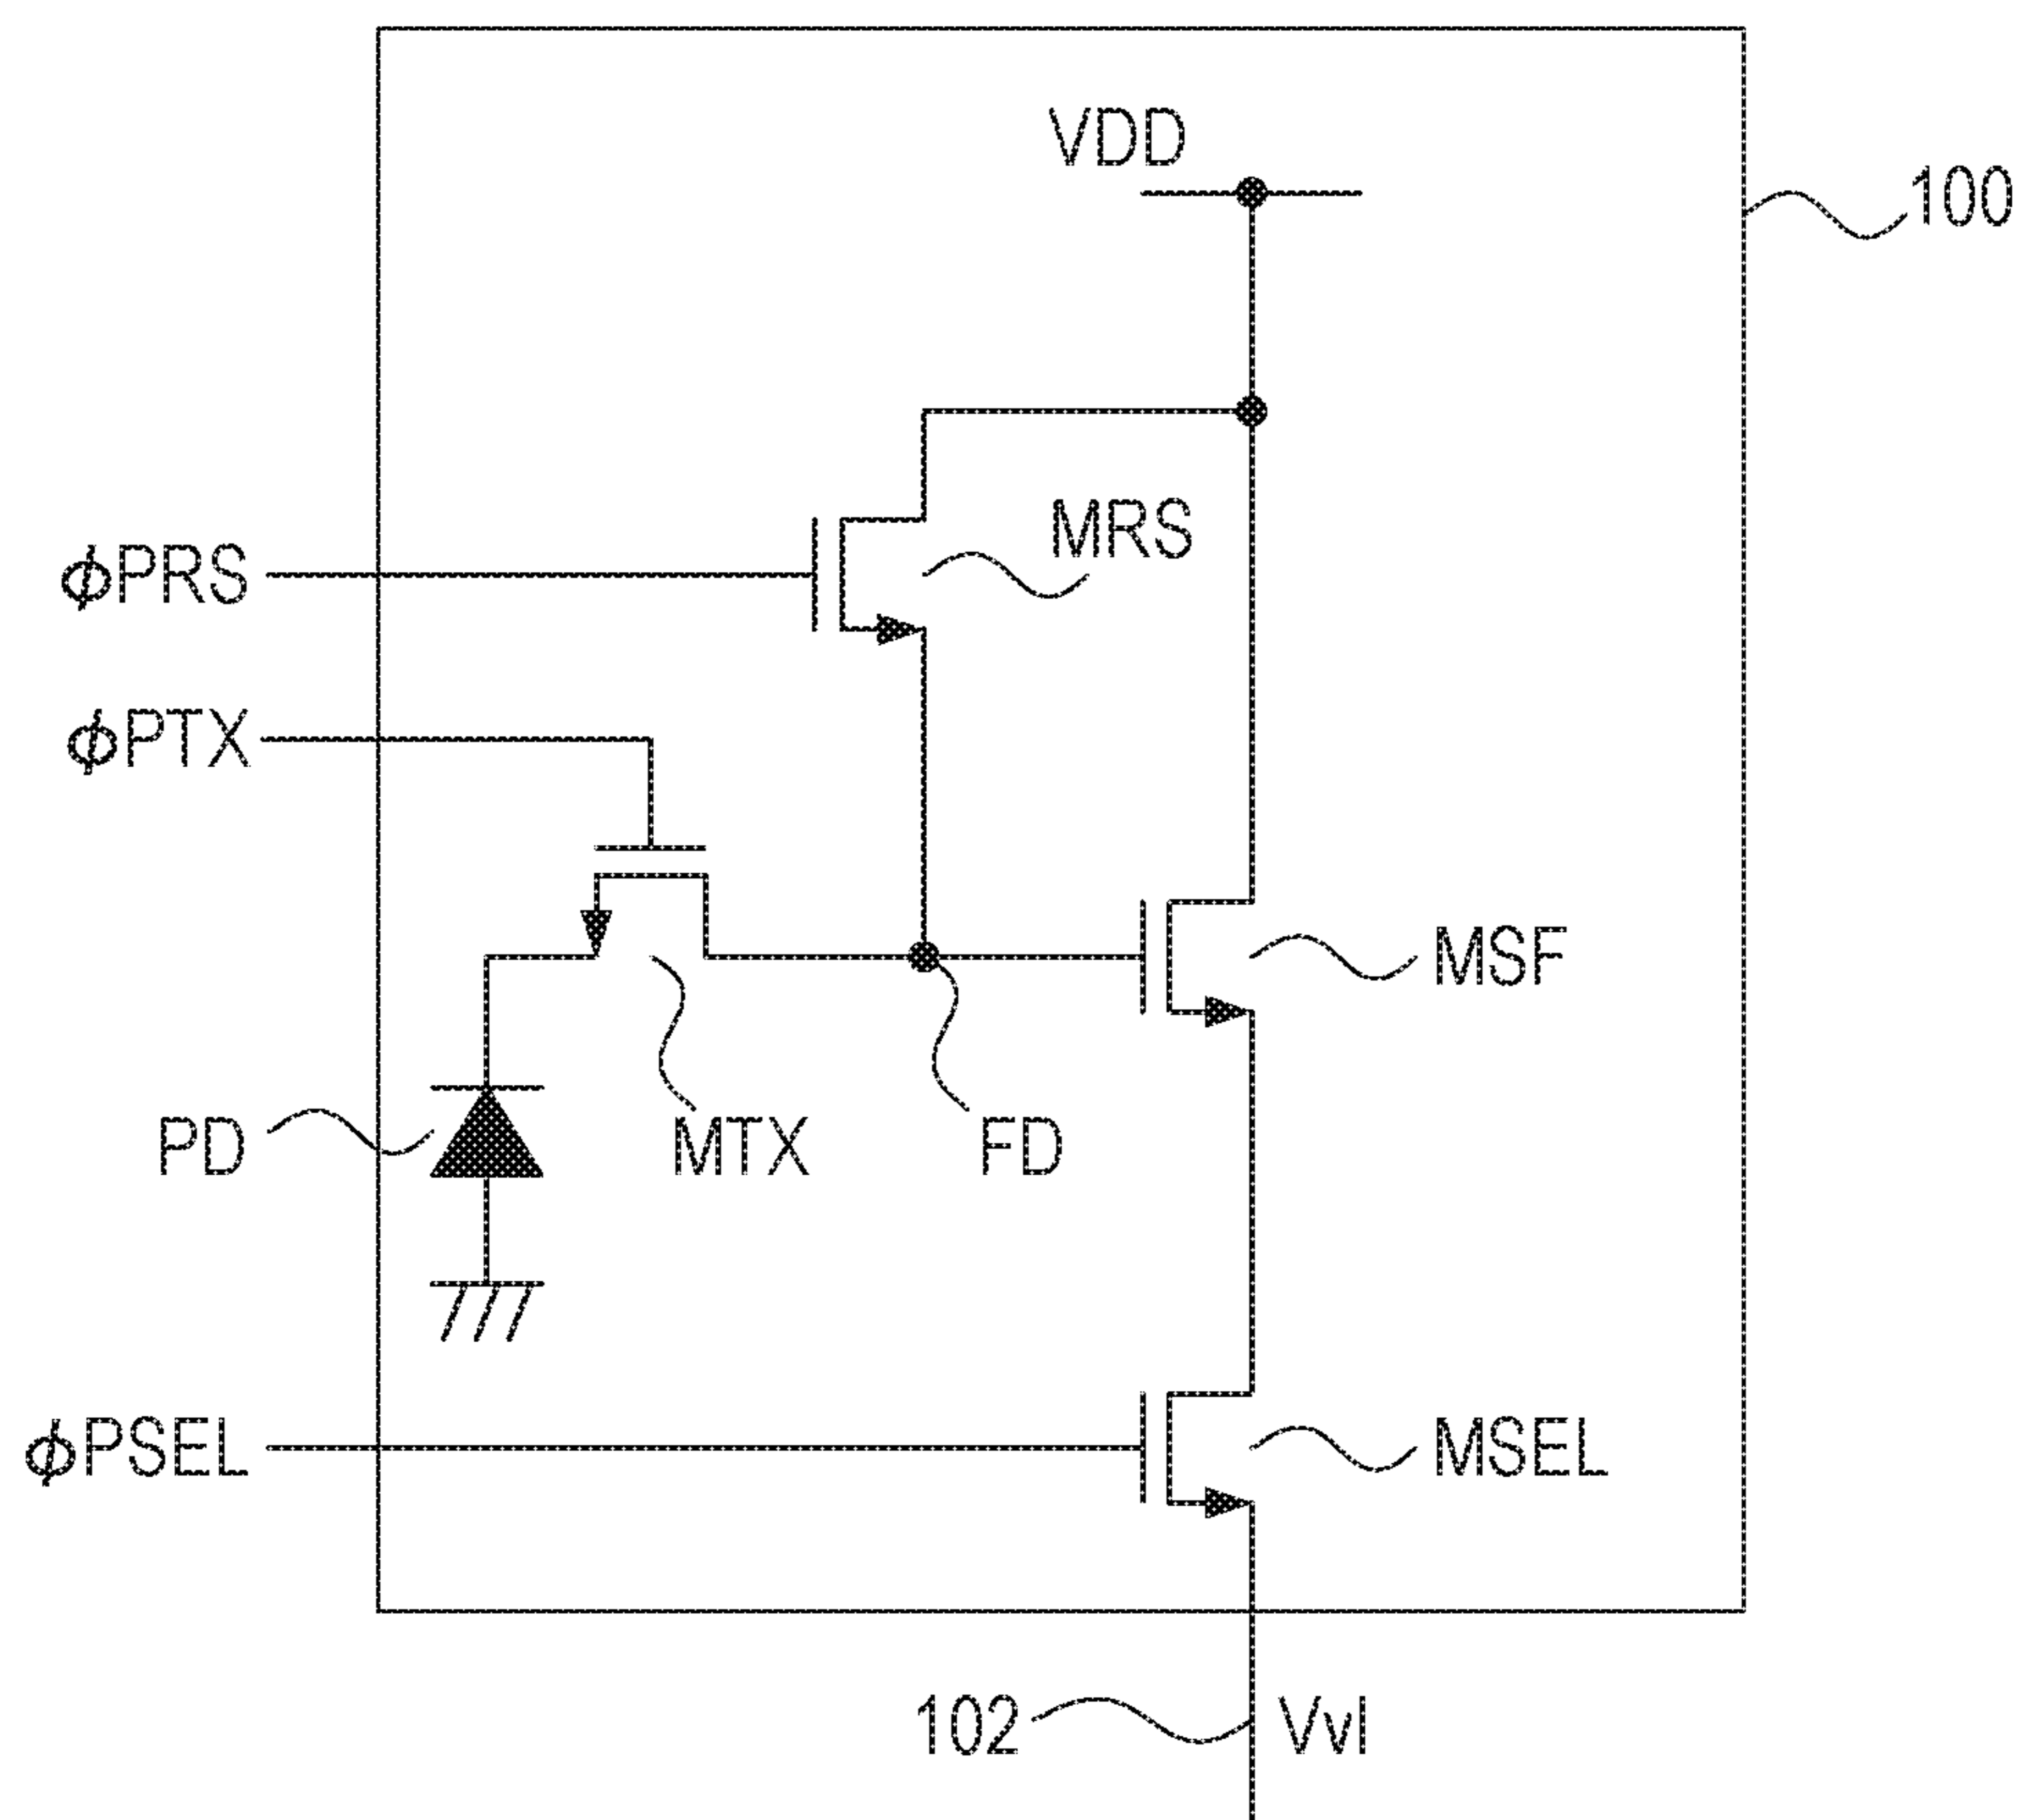 VDD
100
MRS
ϕPRS
ϕPTX
MSF
PD
MTX
FD
ϕPSEL
MSEL
102
Vvl